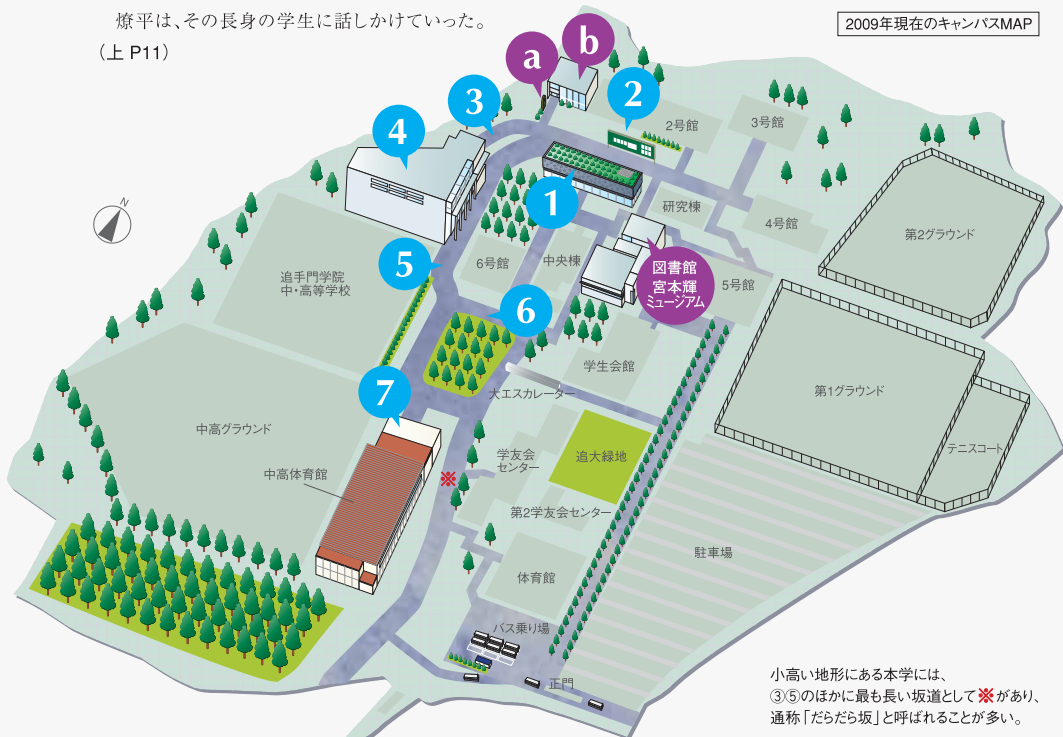 燎平は、その長身の学生に話しかけていった。
(上 P11)
2009年現在のキャンパスMAP
a
b
3
2
4
2号館
3号館
N
1
研究棟
4号館
第2グラウンド
5
6号館
中央棟
図書館
宮本輝
ミュージアム
5号館
追手門学院
中・高等学校
6
学生会館
大エスカレーター
第1グラウンド
7
中高グラウンド
学友会
センター
追大緑地
テニスコート
中高体育館
※
第2学友会センター
駐車場
体育館
バス乗り場
正門
小高い地形にある本学には、
③⑤のほかに最も長い坂道として※があり、
通称「だらだら坂」と呼ばれることが多い。